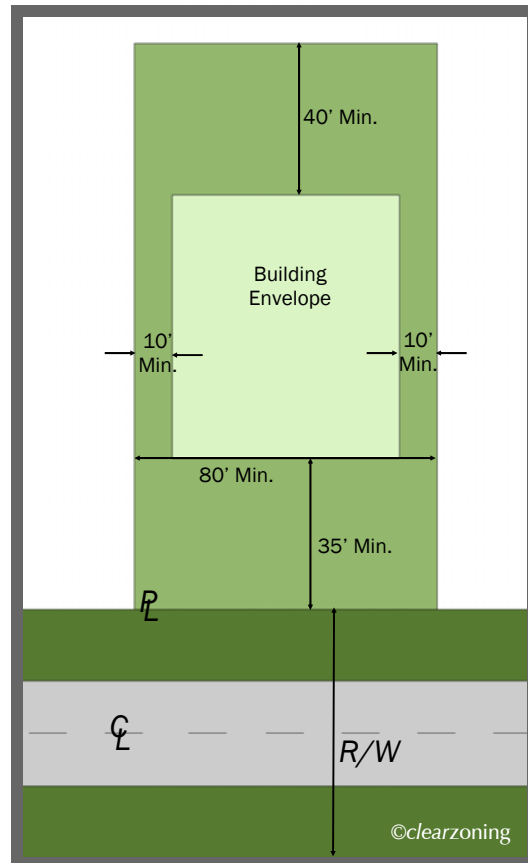 40’ Min.
Building
Envelope
10’
Min.
10’
Min.
80’ Min.
35’ Min.
PL
CL
R/W
©clearzoning